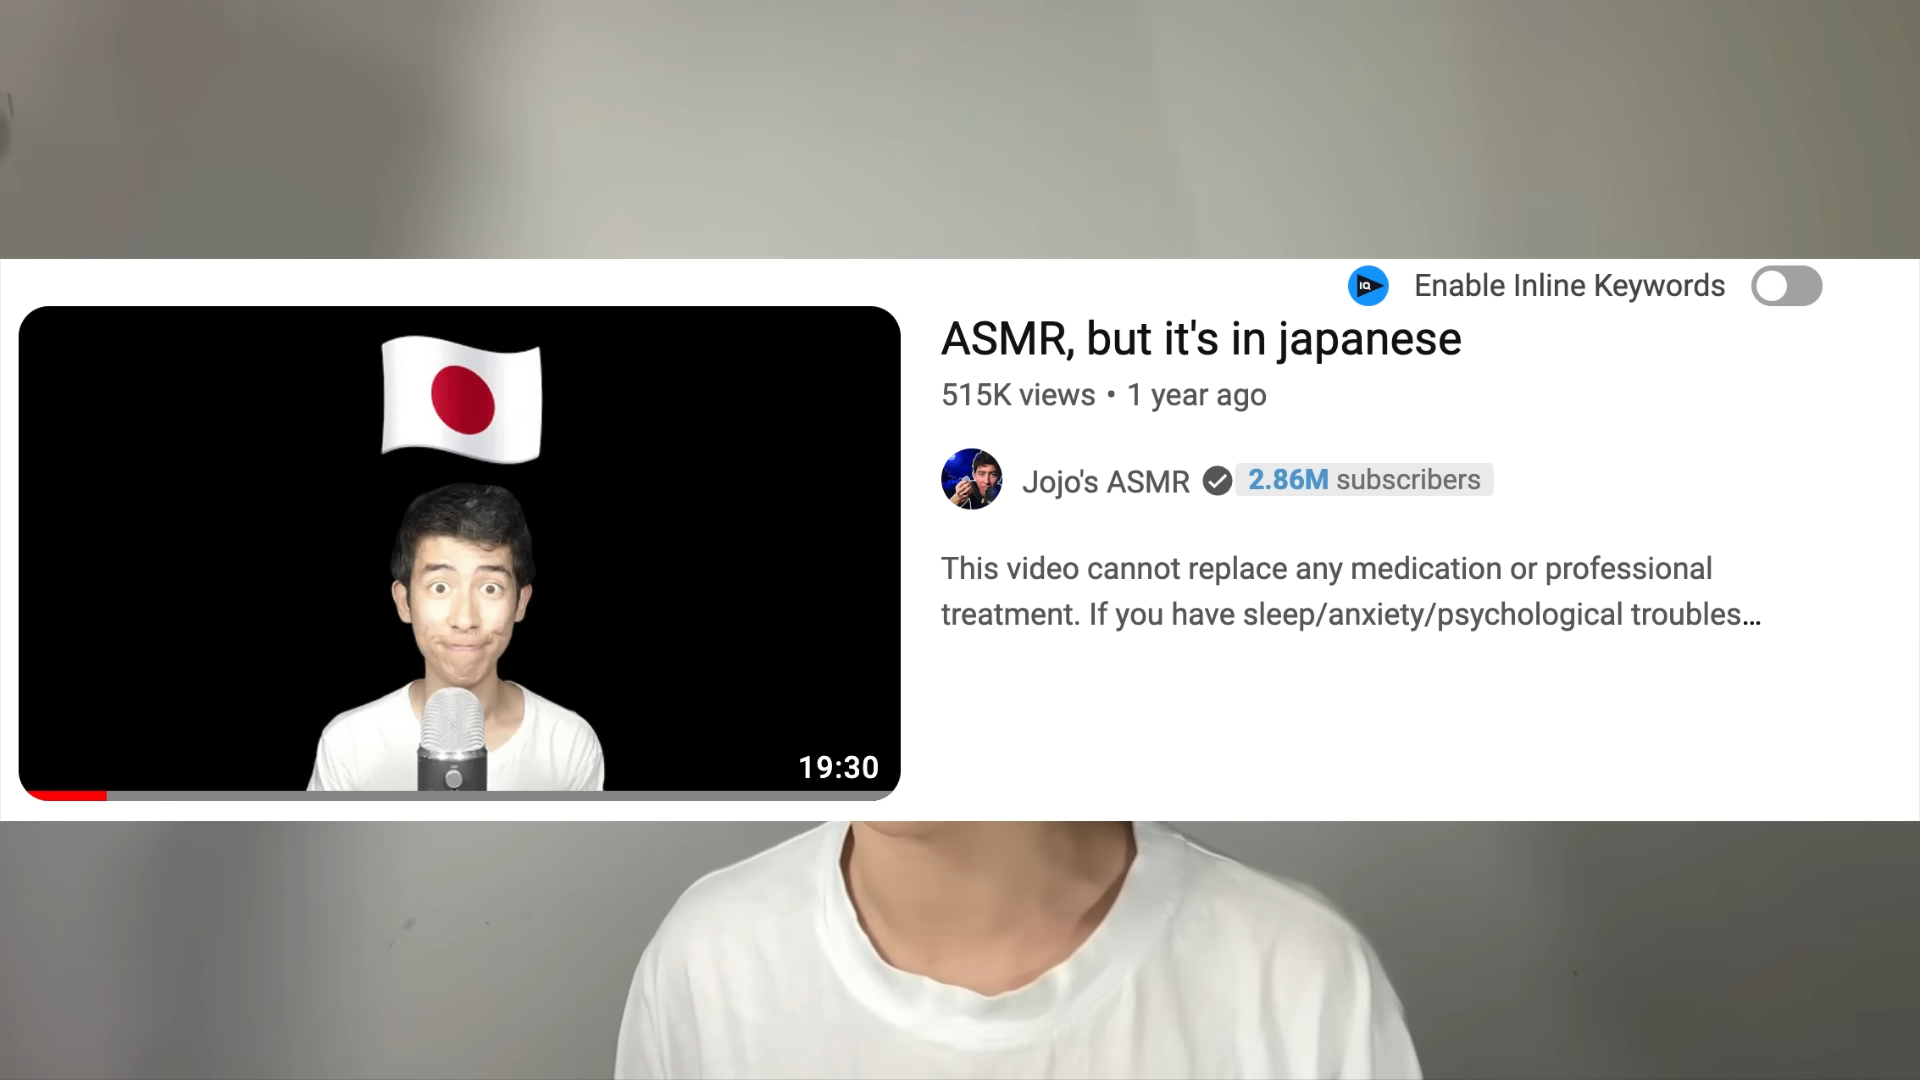 IQ
Enable Inline Keywords
ASMR, but it's in japanese
515K views • 1 year ago
Jojo's ASMR 2.86M subscribers
This video cannot replace any medication or professional
treatment. If you have sleep/anxiety/psychological troubles...
19:30